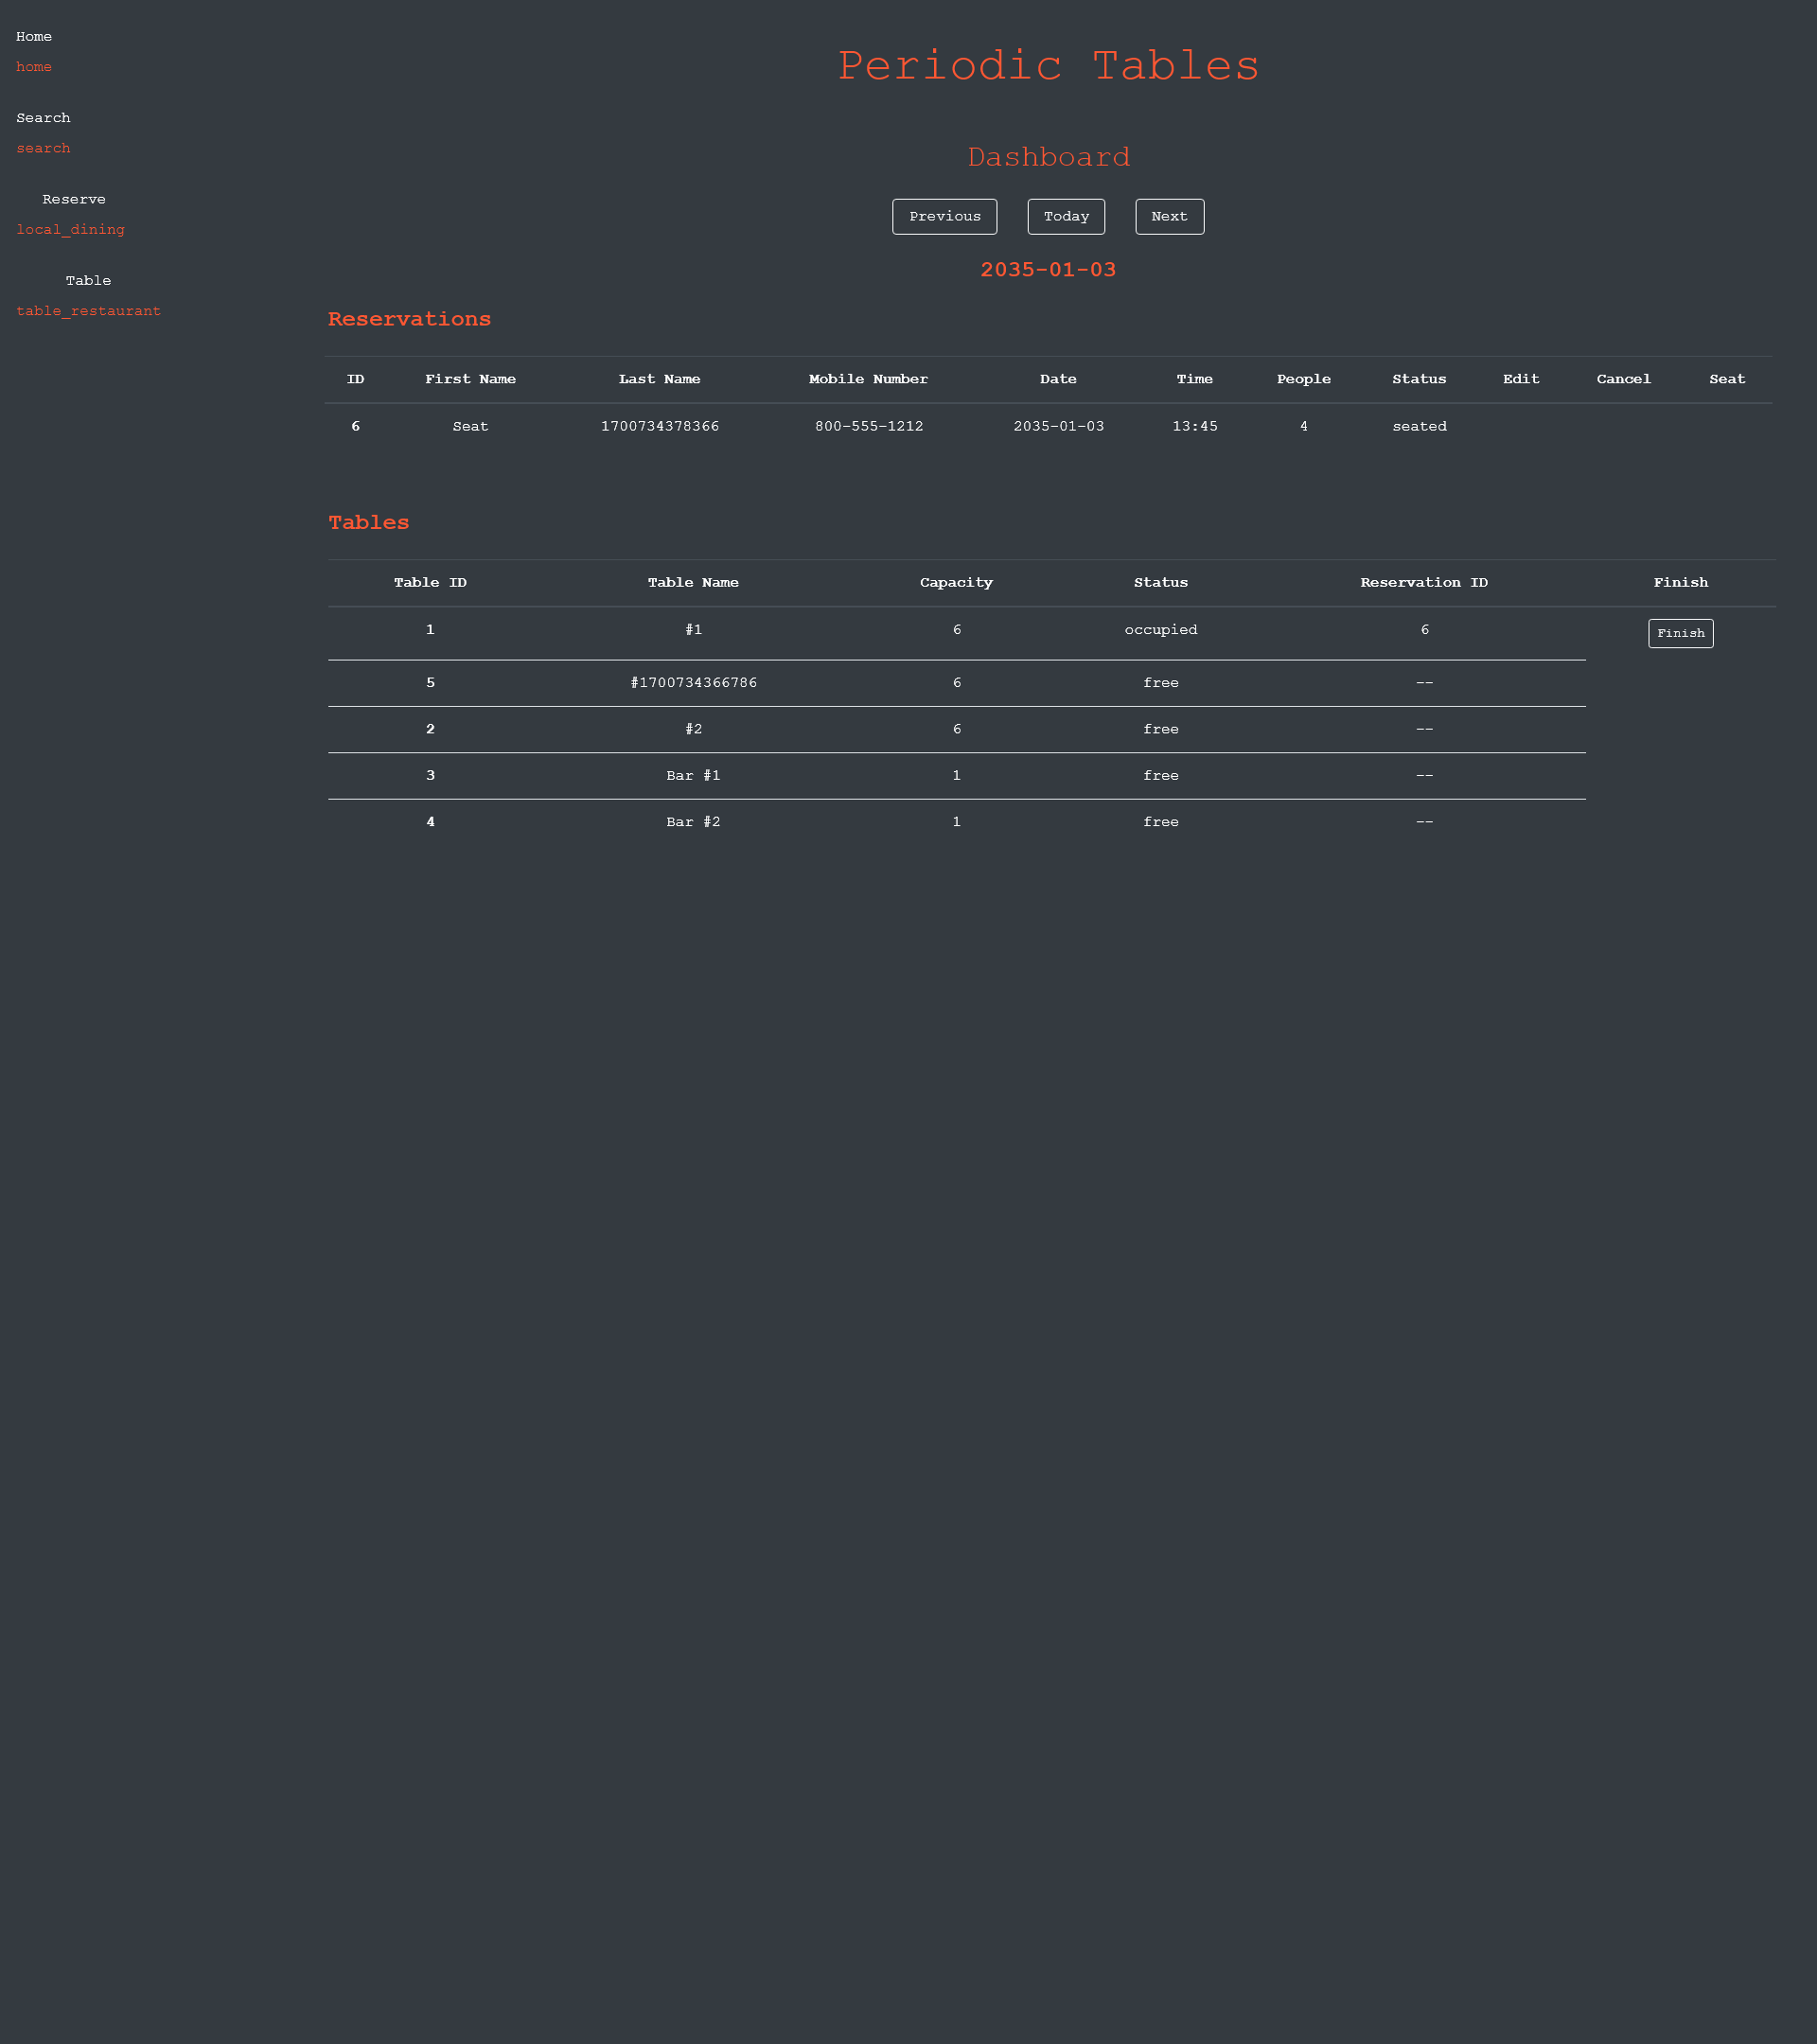 Home
home
Search
search
Reserve
local_dining
Table
table_restaurant
Periodic Tables
Dashboard
Previous Today Next
2035-01-03
Reservations
ID First Name Last Name Mobile Number Date Time People Status Edit Cancel Seat
6 Seat 1700734378366 800-555-1212 2035-01-03 13:45 4 seated
Tables
Table ID Table Name Capacity Status Reservation ID Finish
1 #1 6 occupied 6 Finish
5 #1700734366786 6 free --
2 #2 6 free --
3 Bar #1 1 free --
4 Bar #2 1 free --